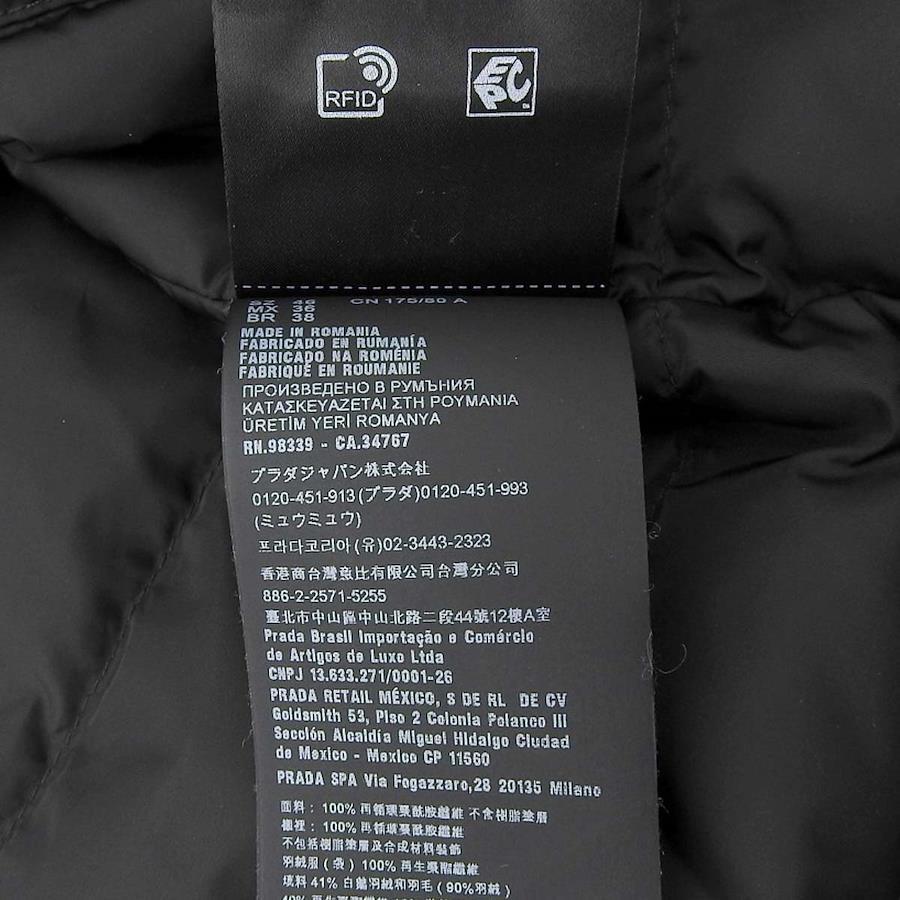 RFID
EPC
SZ 46 CN 175/80 A
MX 36
BR 38
MADE IN ROMANIA
FABRICADO EN RUMANÍA
FABRICADO NA ROMÉNIA
FABRIQUÉ EN ROUMANIE
ПРОИЗВЕДЕНО В РУМЪНИЯ
ΚΑΤΑΣΚΕΥΑΖΕΤΑΙ ΣΤΗ ΡΟΥΜΑΝΙΑ
ÜRETİM YERİ ROMANYA
RN.98339 - CA.34767
プラダジャパン株式会社
0120-451-913(プラダ)0120-451-993
(ミュウミュウ)
프라다코리아(유)02-3443-2323
香港商台灣意比有限公司台灣分公司
886-2-2571-5255
臺北市中山區中山北路二段44號12樓A室
Prada Brasil Importação e Comércio
de Artigos de Luxo Ltda
CNPJ 13.633.271/0001-26
PRADA RETAIL MÉXICO, S DE RL DE CV
Goldsmith 53, Piso 2 Colonia Polanco III
Sección Alcaldía Miguel Hidalgo Ciudad
de Mexico - Mexico CP 11560
PRADA SPA Via Fogazzaro,28 20135 Milano
面料: 100% 再循環聚酰胺纖維 不含樹脂塗層
襯裡: 100% 再循環聚酰胺纖維
不包括樹脂塗層及合成材料裝飾
羽絨服(袋) 100% 再生聚酰胺纖維
填料 41% 白鵝羽絨和羽毛(90%羽絨)